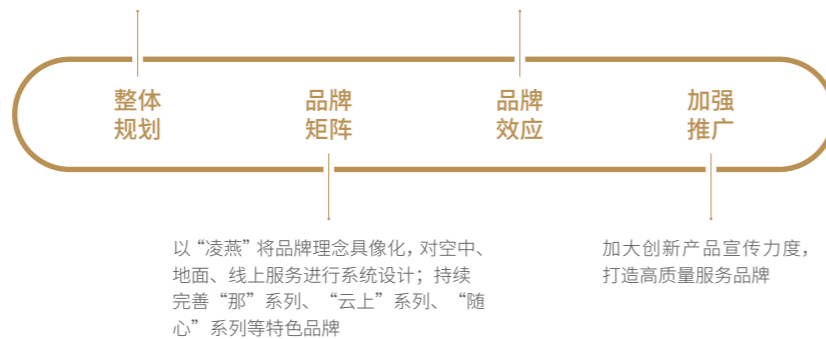 整体
规划
品牌
矩阵
品牌
效应
加强
推广
以“凌燕”将品牌理念具像化，对空中、
地面、线上服务进行系统设计；持续
完善“那”系列、“云上”系列、“随
心”系列等特色品牌
加大创新产品宣传力度，
打造高质量服务品牌